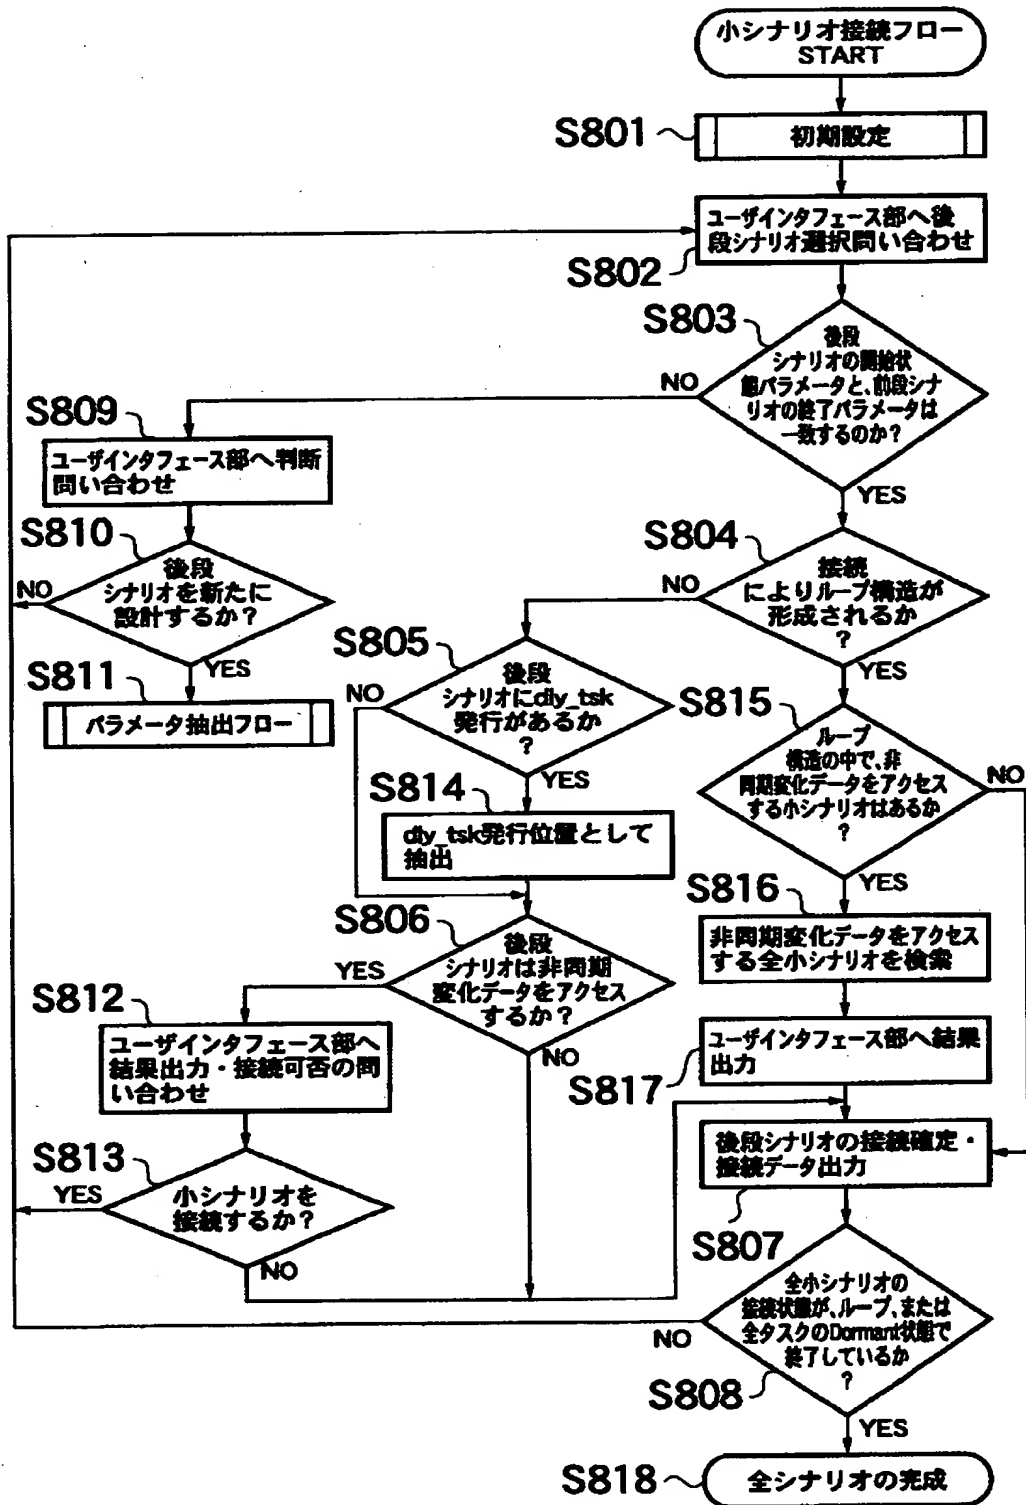 小シナリオ接続フロー
START
S801
初期設定
ユーザインタフェース部へ後
段シナリオ選択問い合わせ
S802
S803
後段
シナリオの開始状
態パラメータと、前段シナ
リオの終了パラメータは
一致するのか?
NO
YES
S809
ユーザインタフェース部へ判断
問い合わせ
S810
後段
シナリオを新たに
設計するか?
NO
YES
S811
パラメータ抽出フロー
S804
接続
によりループ構造が
形成されるか
?
NO
YES
S805
後段
シナリオにdly_tsk
発行があるか
?
NO
YES
S814
dly_tsk発行位置として
抽出
S815
ループ
構造の中で、非
同期変化データをアクセス
する小シナリオはあるか
?
NO
YES
S816
非同期変化データをアクセス
する全小シナリオを検索
S806
後段
シナリオは非同期
変化データをアクセス
するか?
YES
NO
S812
ユーザインタフェース部へ
結果出力・接続可否の問
い合わせ
S817
ユーザインタフェース部へ結果
出力
S813
小シナリオを
接続するか?
YES
NO
後段シナリオの接続確定・
接続データ出力
S807
全小シナリオの
接続状態が、ループ、または
全タスクのDormant状態で
終了しているか
?
NO
S808
YES
S818
全シナリオの完成